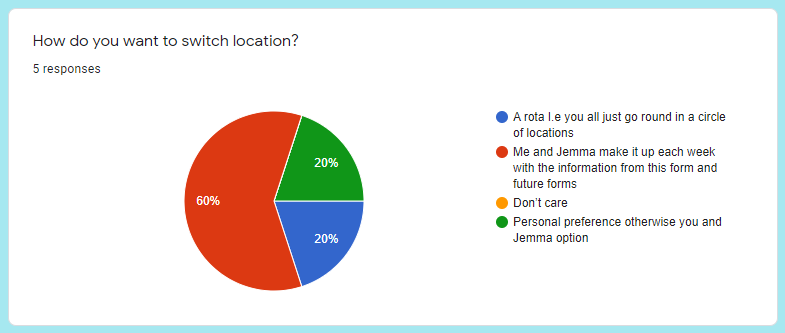 How do you want to switch location?
5 responses
20%
60%
20%
A rota I.e you all just go round in a circle
of locations
Me and Jemma make it up each week
with the information from this form and
future forms
Don't care
Personal preference otherwise you and
Jemma option